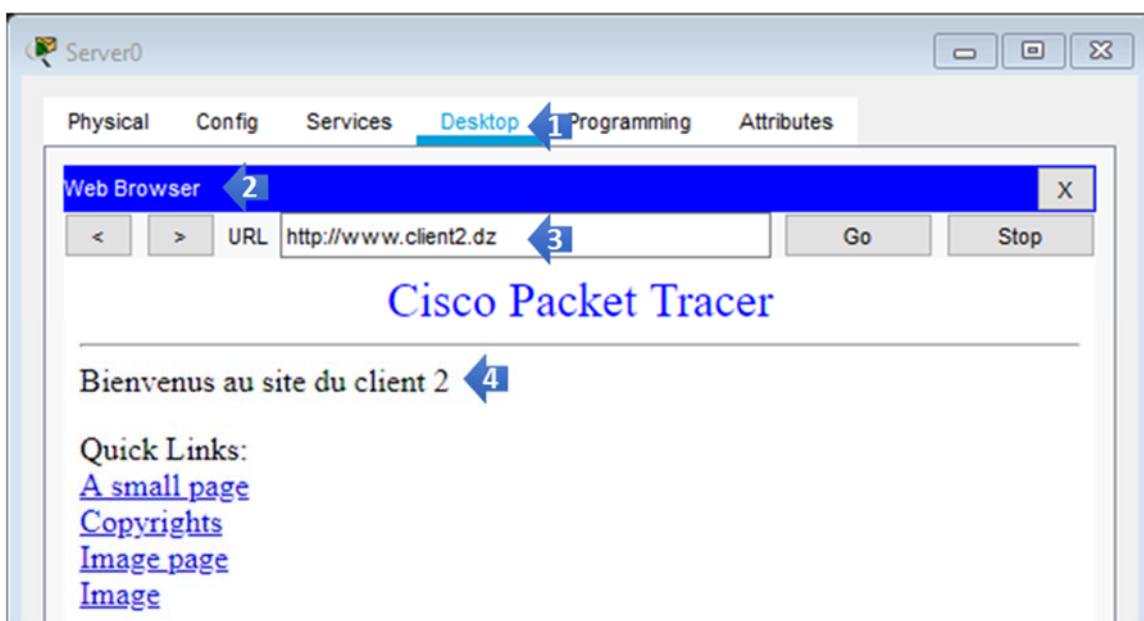 Server0
Physical Config Services Desktop 1 Programming Attributes
Web Browser 2 X
< > URL http://www.client2.dz 3 Go Stop
Cisco Packet Tracer
Bienvenus au site du client 2 4
Quick Links:
A small page
Copyrights
Image page
Image